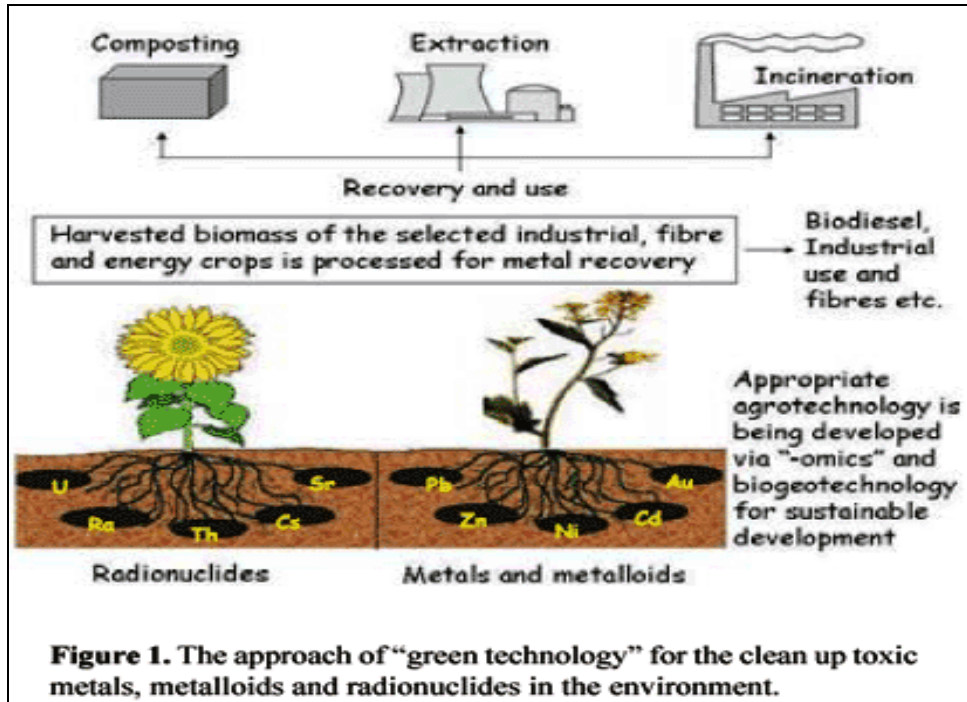 Composting
Extraction
Incineration
Recovery and use
Harvested biomass of the selected industrial, fibre
and energy crops is processed for metal recovery
Biodiesel,
Industrial
use and
fibres etc.
Appropriate
agrotechnology is
being developed
via "-omics" and
biogeotechnology
for sustainable
development
U
Ra
Th
Cs
Sr
Pb
Zn
Ni
Cd
Au
Radionuclides
Metals and metalloids
Figure 1. The approach of “green technology” for the clean up toxic
metals, metalloids and radionuclides in the environment.